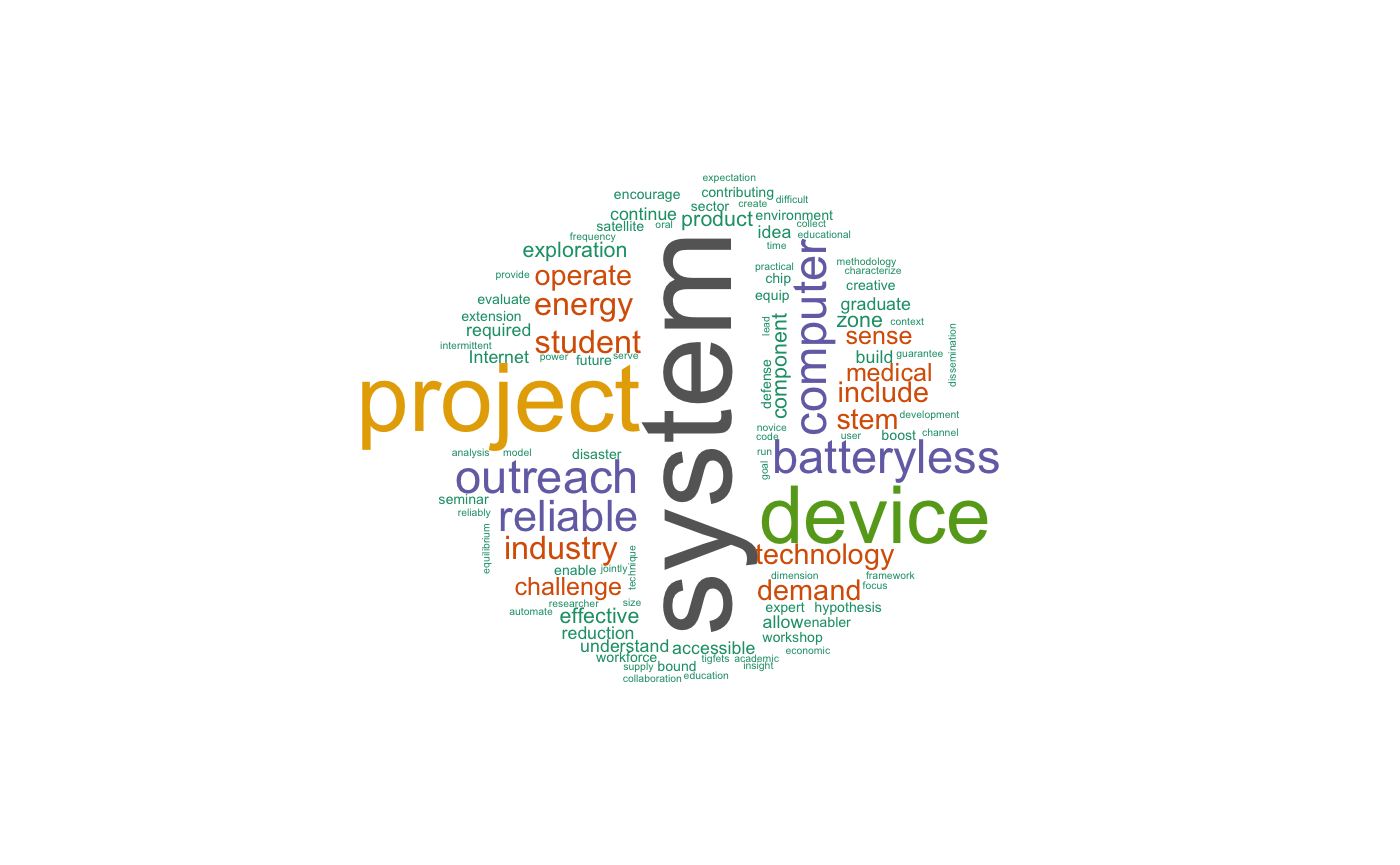 expectation
encourage
contributing
difficult
sector
create
continue
product
environment
satellite
oral
idea
collect
frequency
educational
exploration
time
system
computer
practical
methodology
provide
operate
chip
characterize
evaluate
energy
equip
creative
extension
graduate
required
lead
component
zone
context
intermittent
student
sense
dissemination
Internet
power
future
serve
build
guarantee
defense
medical
project
include
stem
development
novice
code
user
boost
channel
analysis
model
disaster
run
goal
batteryless
outreach
seminar
reliably
reliable
device
equilibrium
industry
technology
enable
jointly
technique
dimension
framework
challenge
demand
focus
researcher
size
automate
effective
expert
hypothesis
allow
enabler
reduction
workshop
understand
accessible
economic
workforce
tigfets
academic
supply
bound
insight
collaboration
education